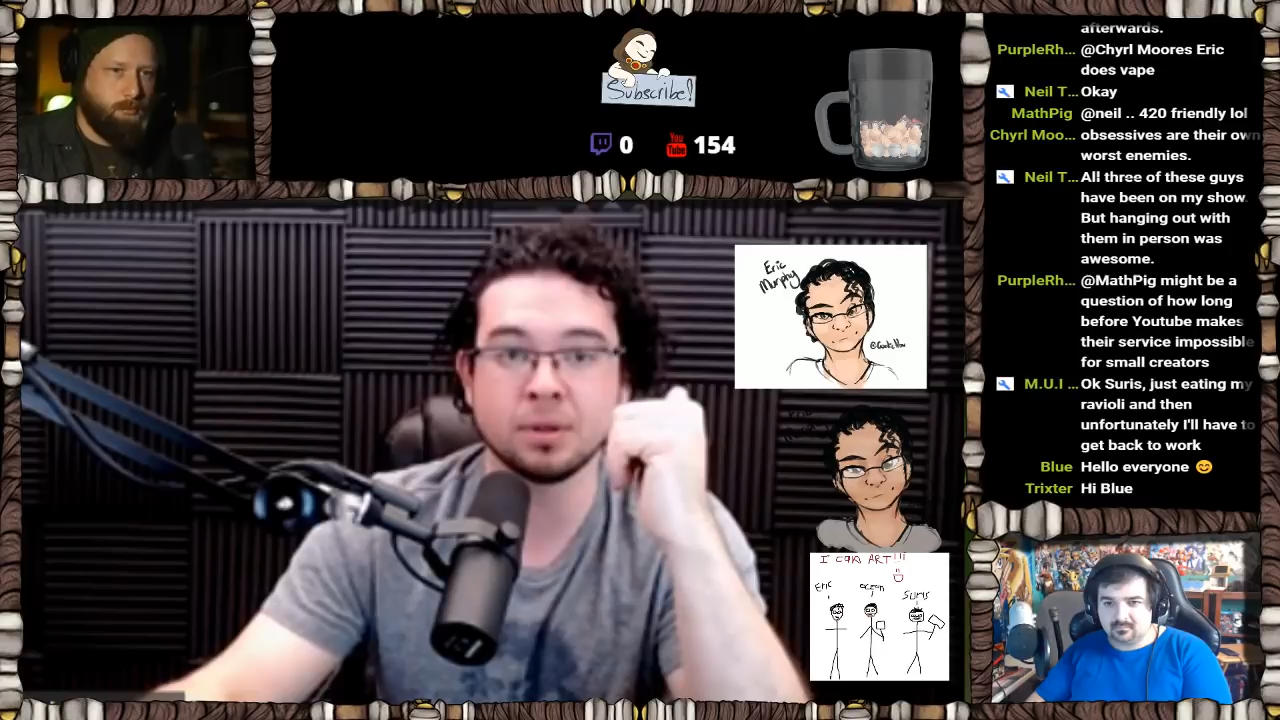 Subscribe!
0
You
Tube
154
Eric
Murphy
I CAN ART!!!
Eric
ocean
Suris
afterwards.
PurpleRh... @Chyrl Moores Eric
does vape
Neil T... Okay
MathPig @neil .. 420 friendly lol
Chyrl Moo... obsessives are their own
worst enemies.
Neil T... All three of these guys
have been on my show.
But hanging out with
them in person was
awesome.
PurpleRh... @MathPig might be a
question of how long
before Youtube makes
their service impossible
for small creators
M.U.I ... Ok Suris, just eating my
ravioli and then
unfortunately I'll have to
get back to work
Blue Hello everyone 😊
Trixter Hi Blue